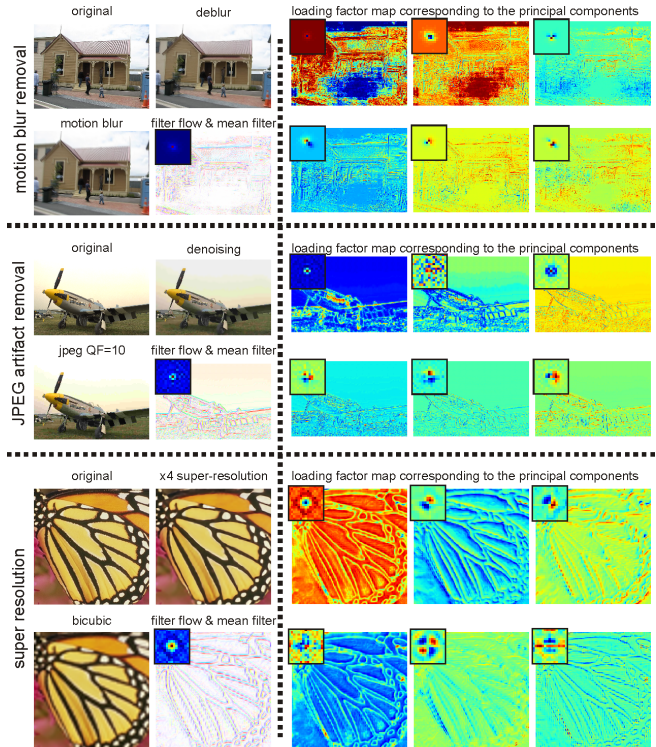 motion blur removal
original
deblur
loading factor map corresponding to the principal components
motion blur
filter flow & mean filter
JPEG artifact removal
original
denoising
loading factor map corresponding to the principal components
jpeg QF=10
filter flow & mean filter
super resolution
original
x4 super-resolution
loading factor map corresponding to the principal components
bicubic
filter flow & mean filter